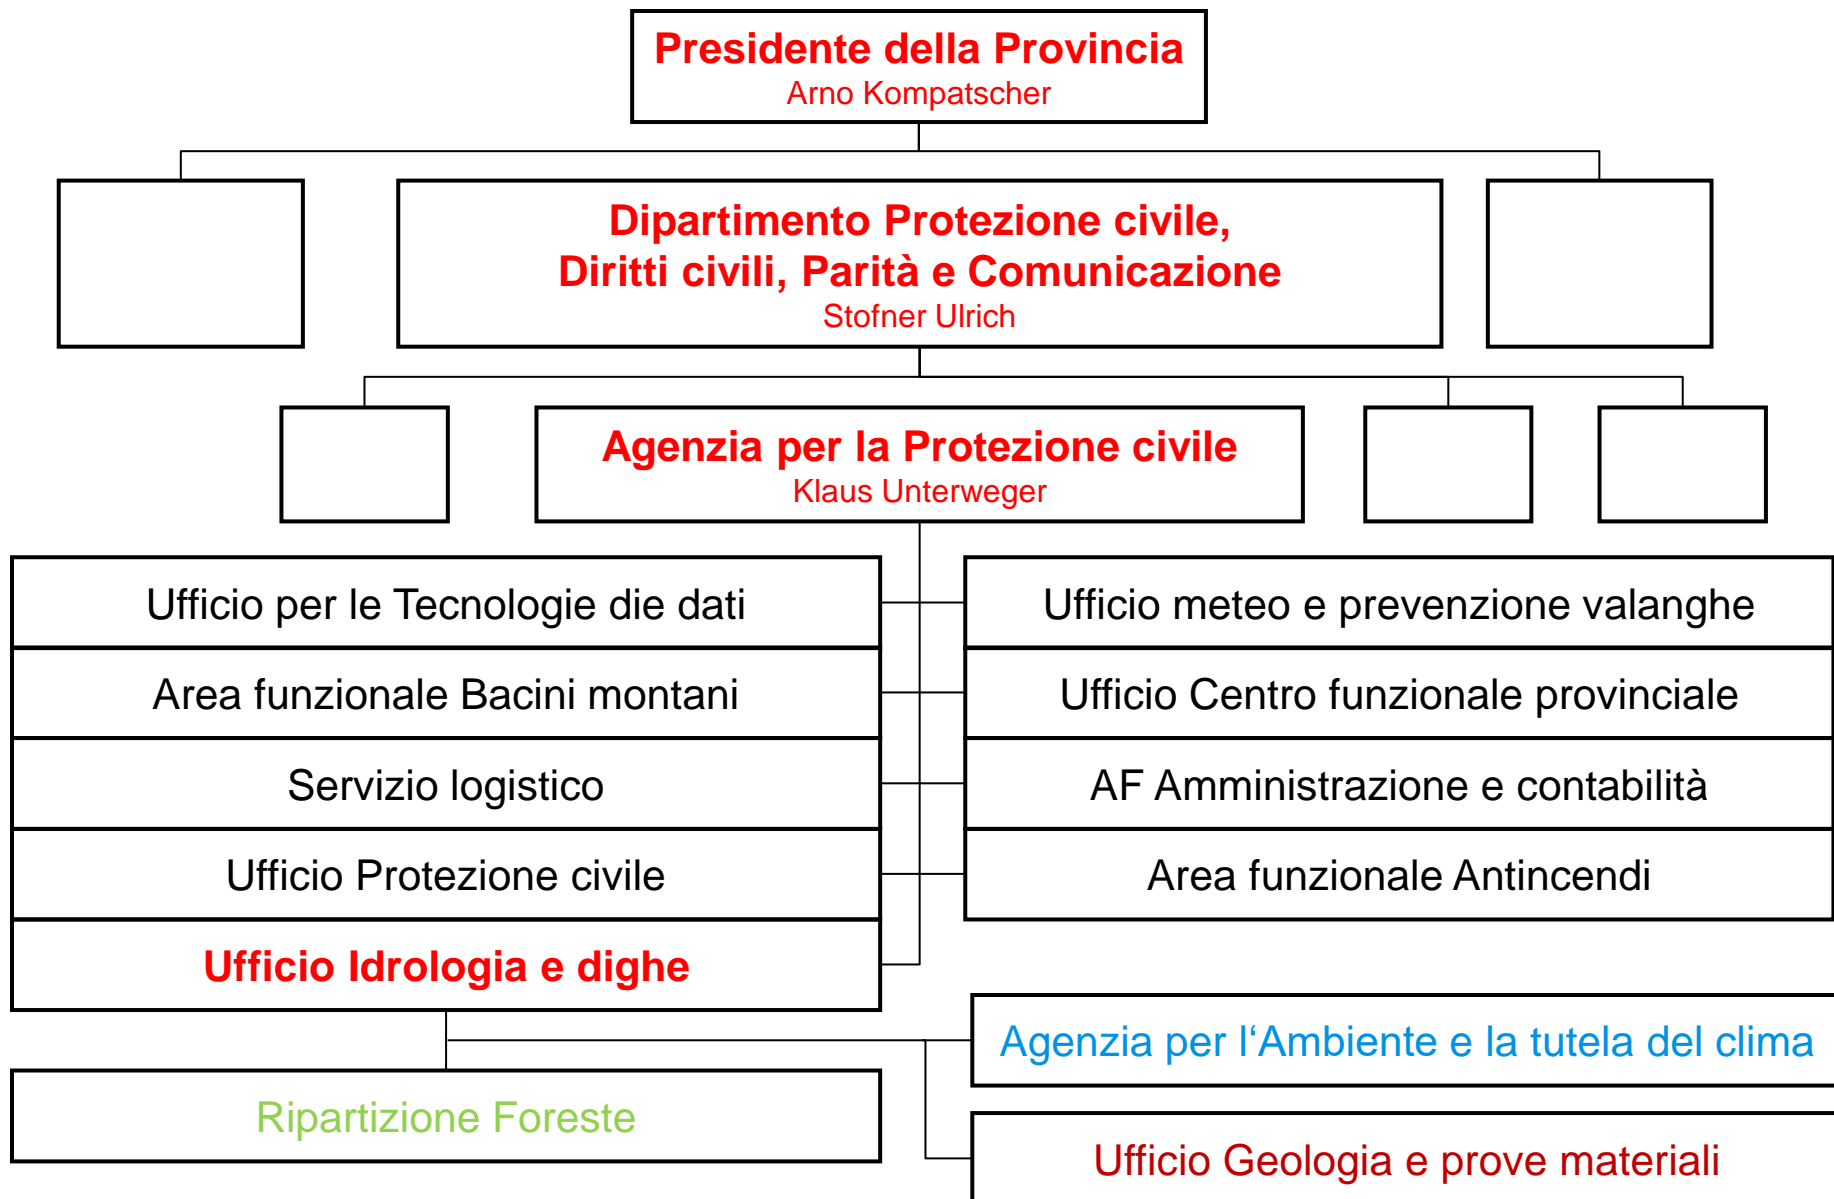 Presidente della Provincia
Arno Kompatscher
Dipartimento Protezione civile,
Diritti civili, Parità e Comunicazione
Stofner Ulrich
Agenzia per la Protezione civile
Klaus Unterweger
Ufficio per le Tecnologie die dati
Area funzionale Bacini montani
Servizio logistico
Ufficio Protezione civile
Ufficio Idrologia e dighe
Ufficio meteo e prevenzione valanghe
Ufficio Centro funzionale provinciale
AF Amministrazione e contabilità
Area funzionale Antincendi
Ripartizione Foreste
Agenzia per l‘Ambiente e la tutela del clima
Ufficio Geologia e prove materiali